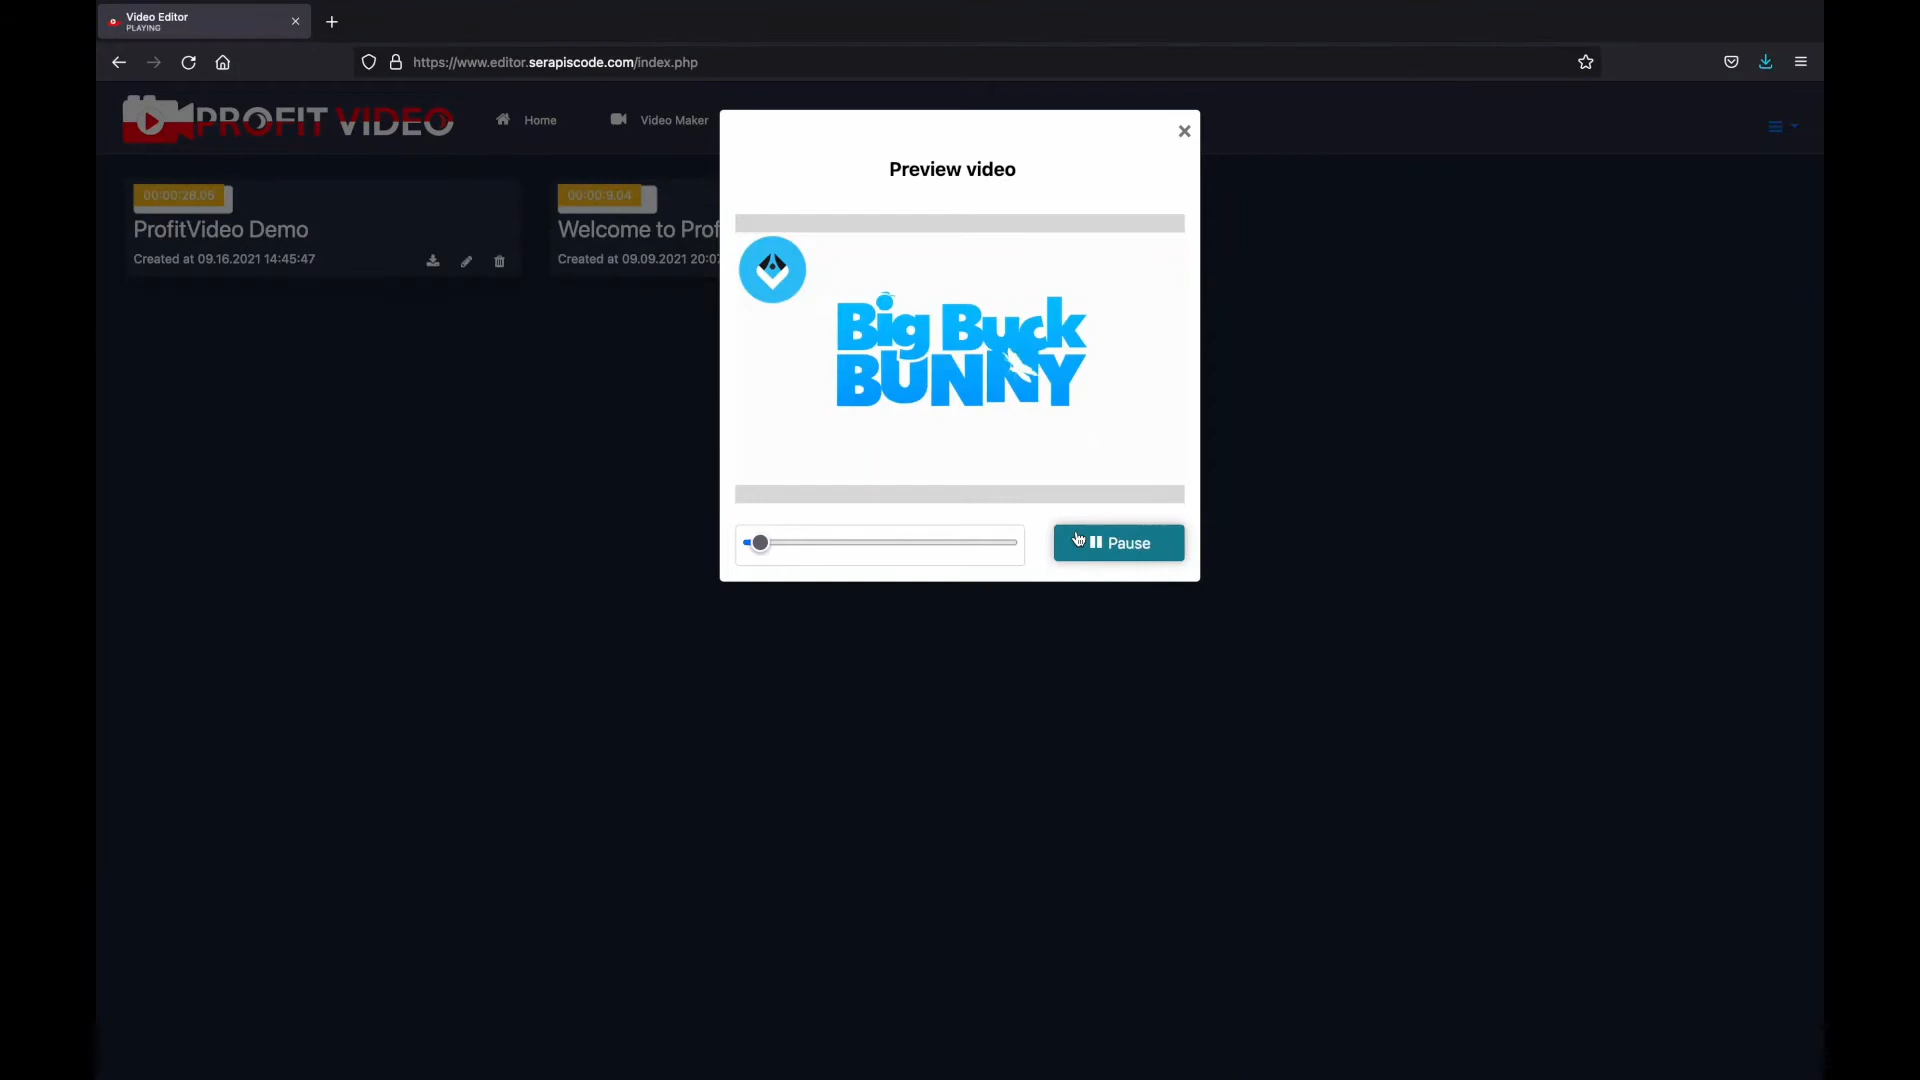 Video Editor
PLAYING
https://www.editor.serapiscode.com/index.php
PROFIT VIDEO
Home
Video Maker
Preview video
00:00:28.05
ProfitVideo Demo
Created at 09.16.2021 14:45:47
00:00:9.04
Welcome to Prof
Created at 09.09.2021 20:07
Big Buck
BUNNY
Pause